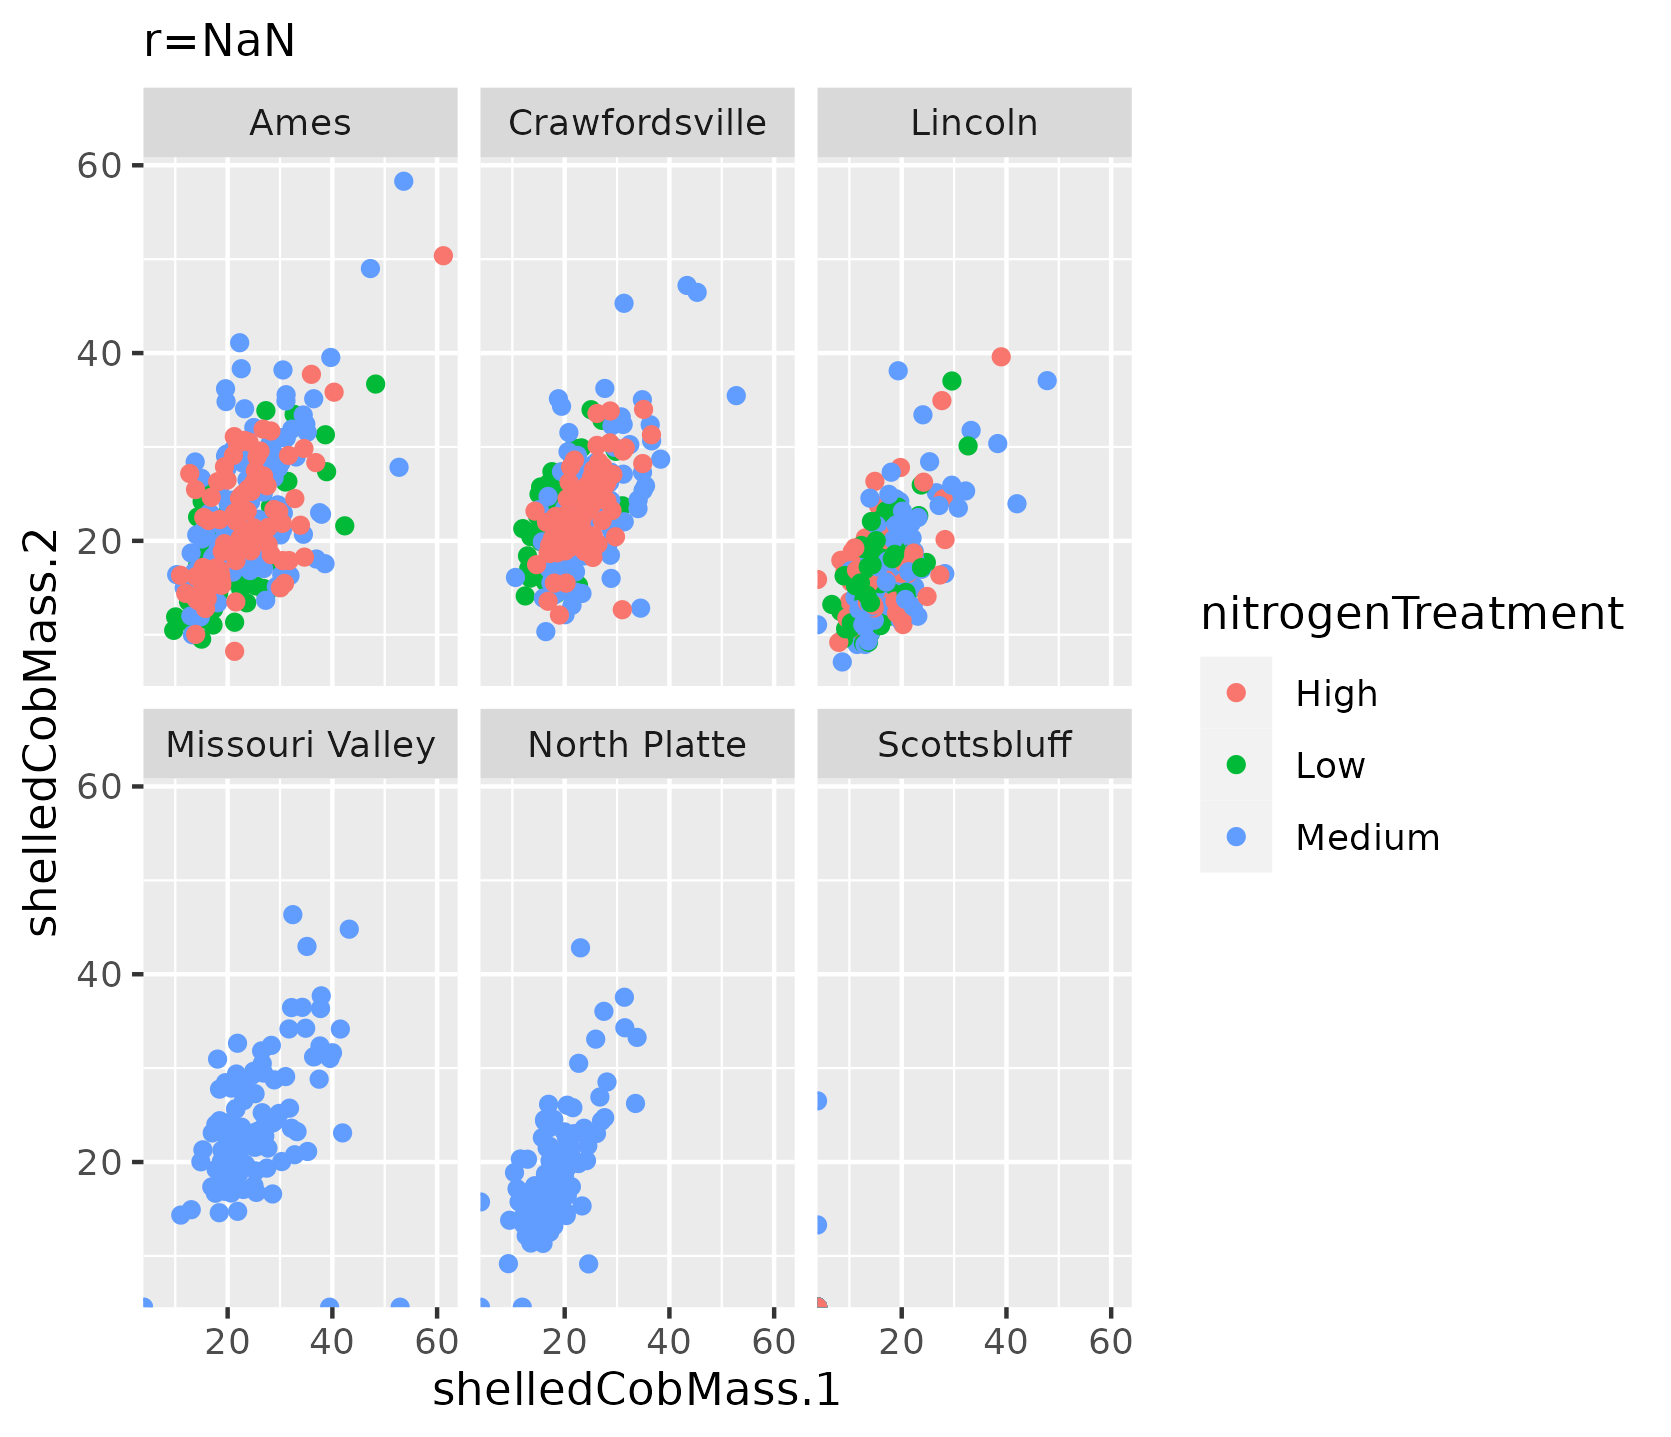 r=NaN
Ames
Crawfordsville
Lincoln
60
40
20
Missouri Valley
North Platte
Scottsbluff
60
40
20
20 40 60 20 40 60 20 40 60
shelledCobMass.1
shelledCobMass.2
nitrogenTreatment
High
Low
Medium